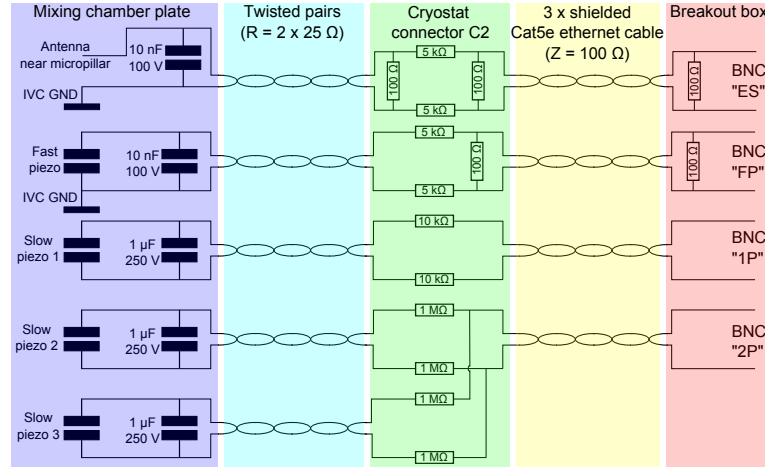 Mixing chamber plate
Twisted pairs
(R = 2 x 25 Ω)
Cryostat
connector C2
3 x shielded
Cat5e ethernet cable
(Z = 100 Ω)
Breakout box
Antenna
near micropillar
10 nF
100 V
IVC GND
5 kΩ
100 Ω
100 Ω
5 kΩ
100 Ω
BNC
"ES"
Fast
piezo
10 nF
100 V
IVC GND
5 kΩ
100 Ω
5 kΩ
100 Ω
BNC
"FP"
Slow
piezo 1
1 µF
250 V
10 kΩ
10 kΩ
BNC
"1P"
Slow
piezo 2
1 µF
250 V
1 MΩ
1 MΩ
BNC
"2P"
Slow
piezo 3
1 µF
250 V
1 MΩ
1 MΩ